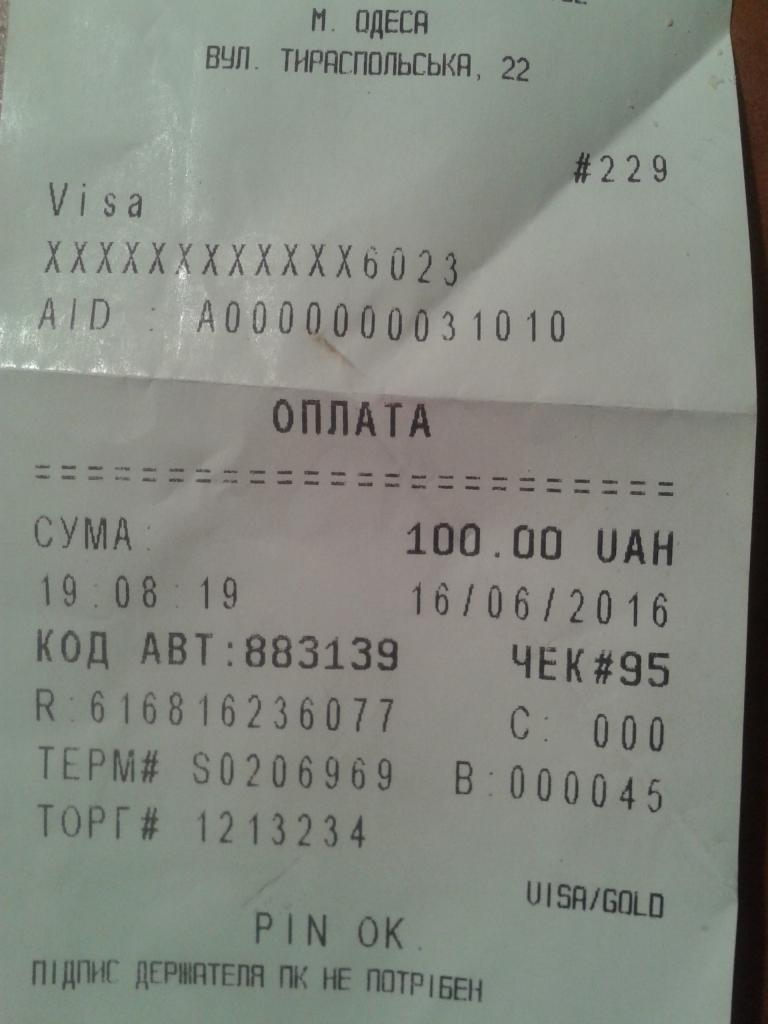 М. ОДЕСА
ВУЛ. ТИРАСПОЛЬСЬКА, 22
#229
Visa
XXXXXXXXXXXX6023
AID : A0000000031010
ОПЛАТА
========================
СУМА: 100.00 UAH
19:08:19 16/06/2016
КОД АВТ:883139 ЧЕК#95
R:616816236077 C: 000
ТЕРМ# S0206969 B:000045
ТОРГ# 1213234
VISA/GOLD
PIN OK.
ПІДПИС ДЕРЖАТЕЛЯ ПК НЕ ПОТРІБЕН